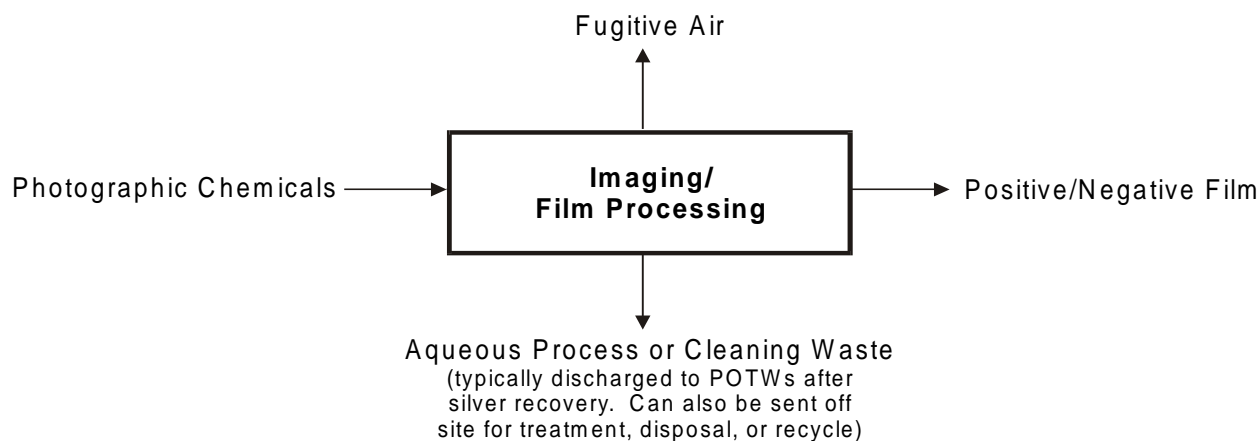 Fugitive Air
Photographic Chemicals
Imaging/
Film Processing
Positive/Negative Film
Aqueous Process or Cleaning Waste
(typically discharged to POTWs after
silver recovery. Can also be sent off
site for treatment, disposal, or recycle)